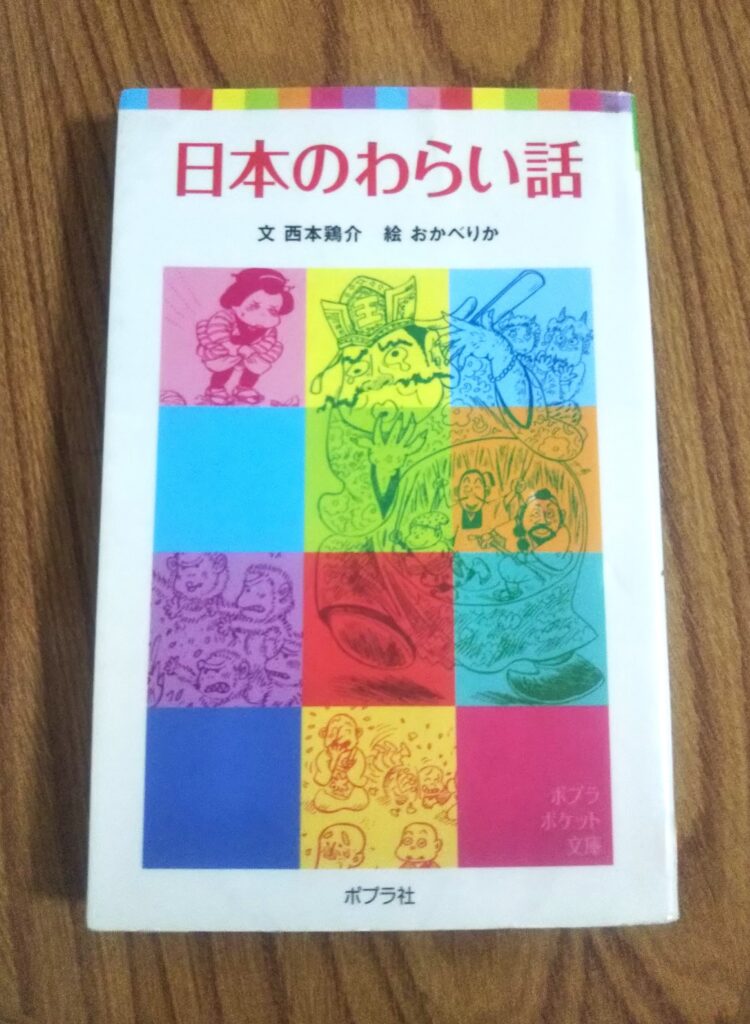 日本のわらい話
文 西本鶏介　絵 おかべりか
王
ポプラ
ポケット
文庫
ポプラ社